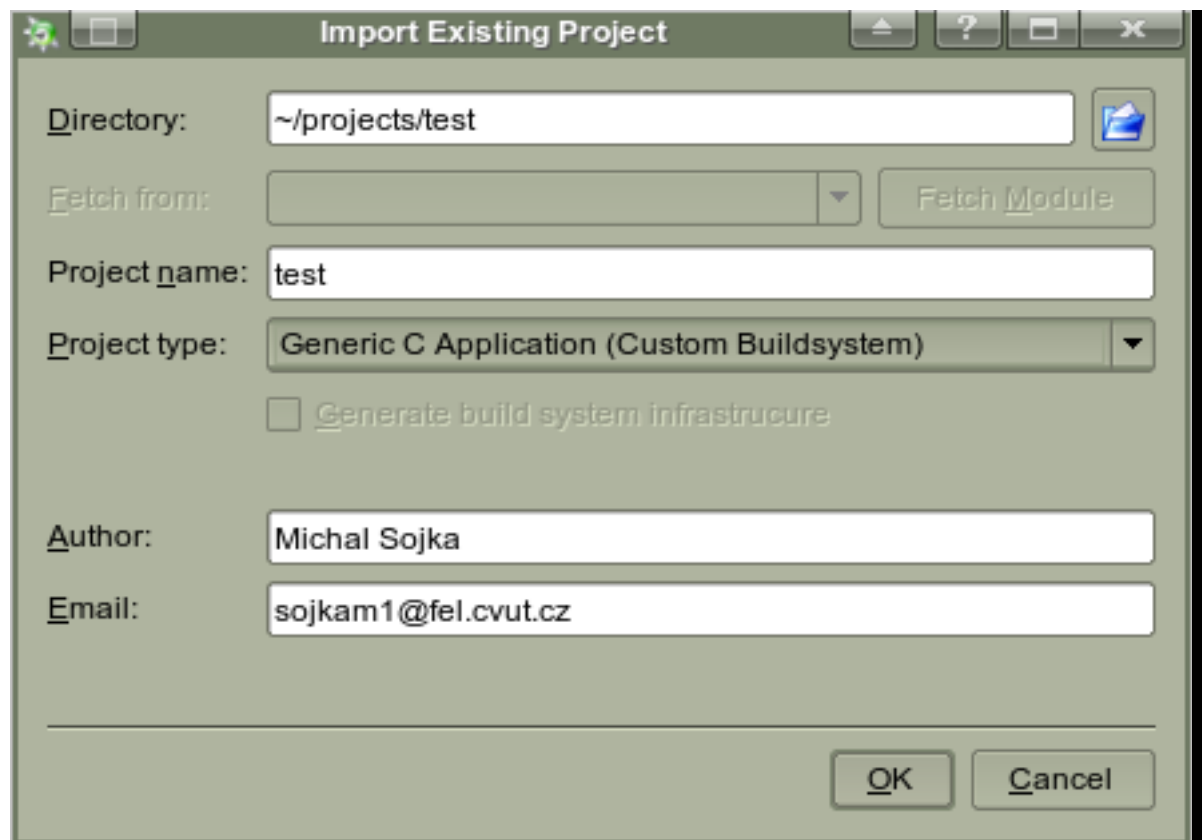 Import Existing Project
Directory: ~/projects/test
Fetch from: Fetch Module
Project name: test
Project type: Generic C Application (Custom Buildsystem)
Generate build system infrastrucure
Author: Michal Sojka
Email: sojkam1@fel.cvut.cz
OK Cancel